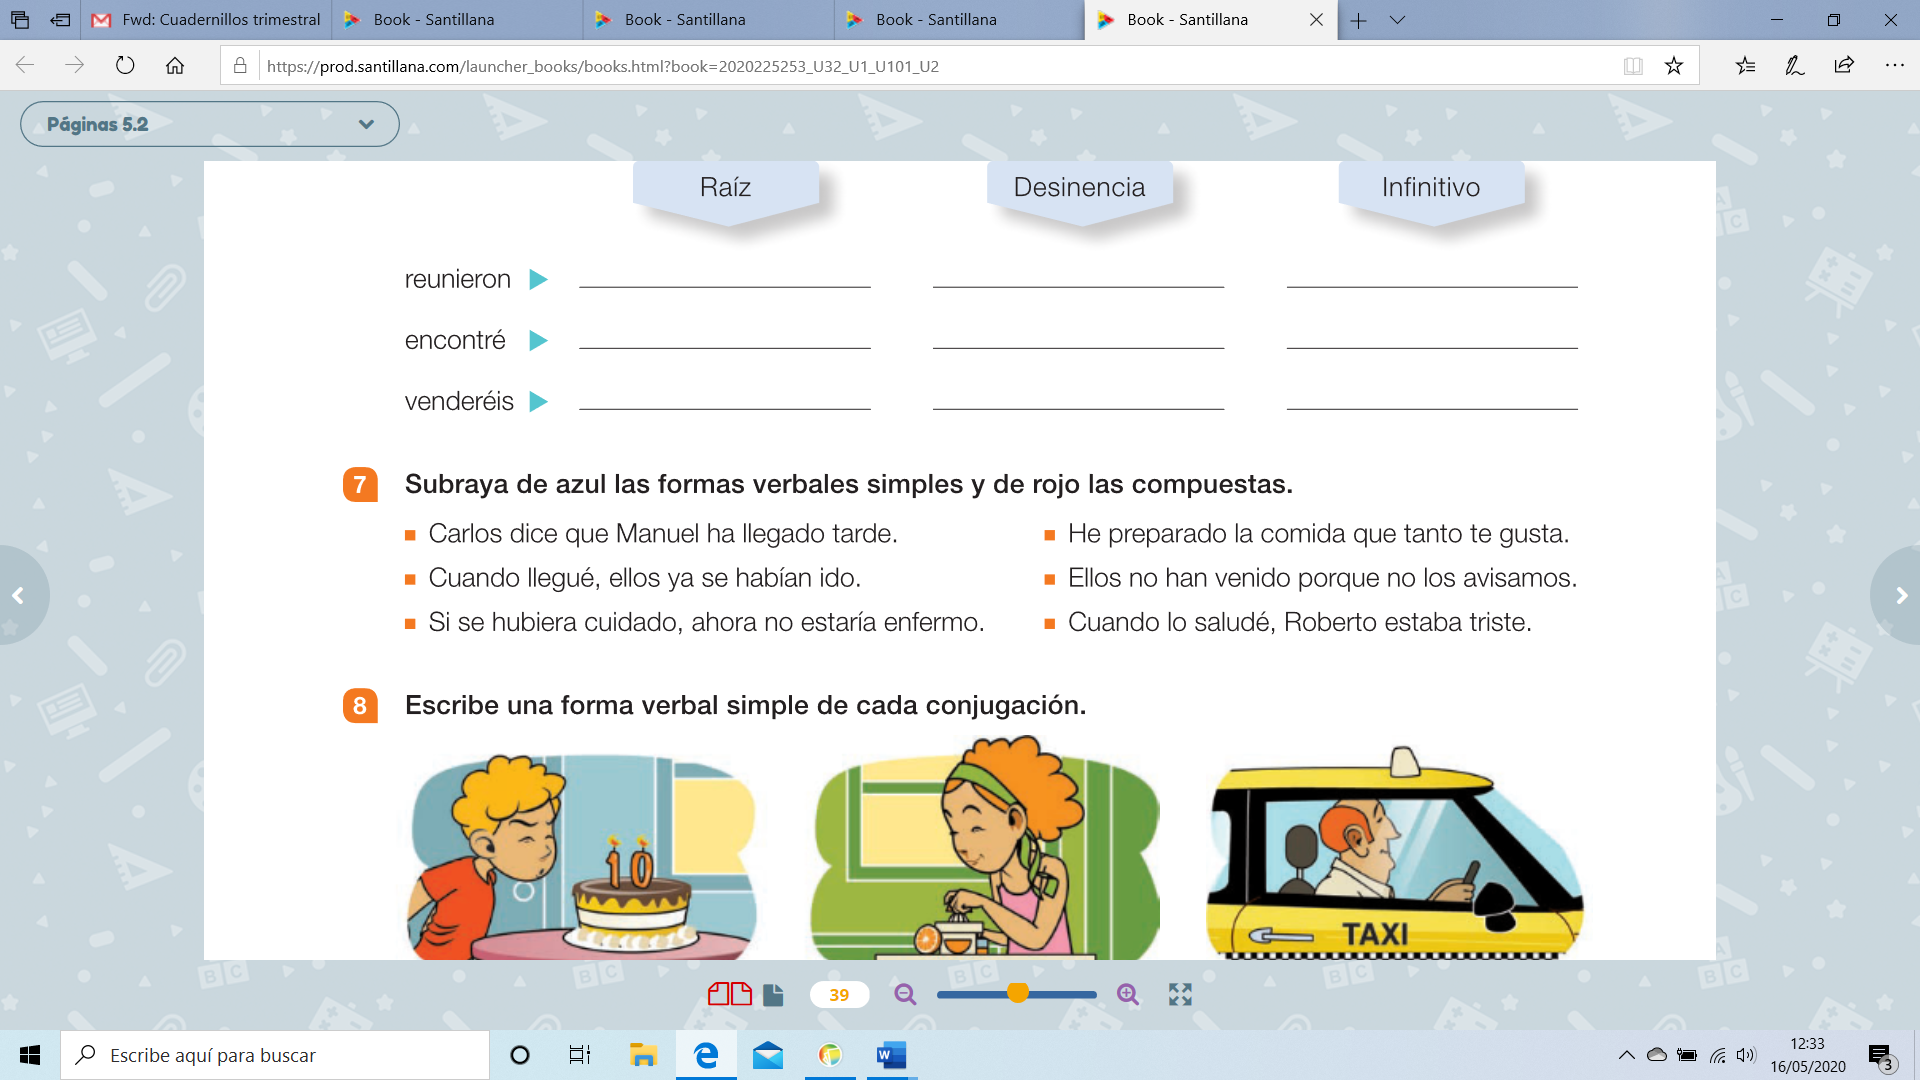 Fwd: Cuadernillos trimestral
Book - Santillana
Book - Santillana
Book - Santillana
Book - Santillana
https://prod.santillana.com/launcher_books/books.html?book=2020225253_U32_U1_U101_U2
Páginas 5.2
Raíz Desinencia Infinitivo
reunieron
encontré
venderéis
7 Subraya de azul las formas verbales simples y de rojo las compuestas.
Carlos dice que Manuel ha llegado tarde.
He preparado la comida que tanto te gusta.
Cuando llegué, ellos ya se habían ido.
Ellos no han venido porque no los avisamos.
Si se hubiera cuidado, ahora no estaría enfermo.
Cuando lo saludé, Roberto estaba triste.
8 Escribe una forma verbal simple de cada conjugación.
10
TAXI
39
Escribe aquí para buscar
12:33
16/05/2020
3